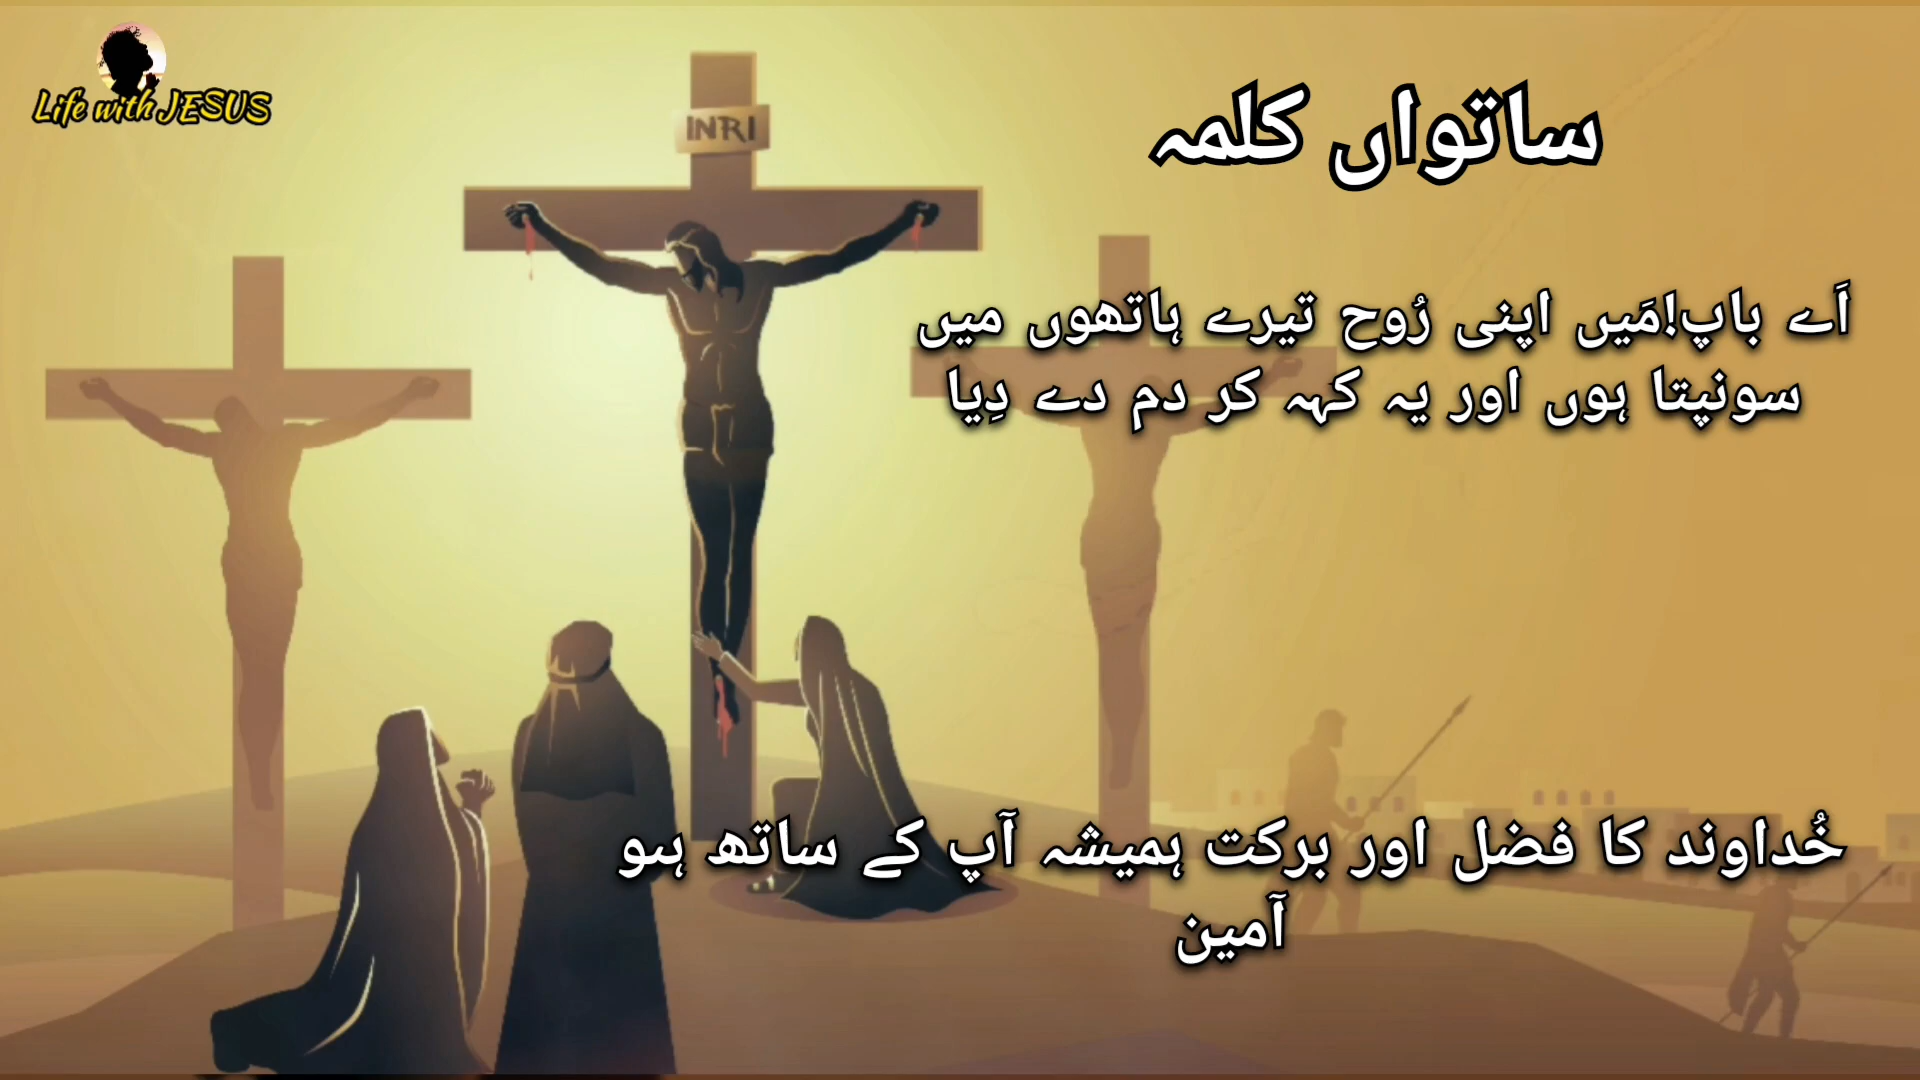 Life with JESUS
INRI
ساتواں کلمہ
اَے باپ!مَیں اپنی رُوح تیرے ہاتھوں میں
سونپتا ہوں اور یہ کہہ کر دم دے دِیا
خُداوند کا فضل اور برکت ہمیشہ آپ کے ساتھ ہو
آمین